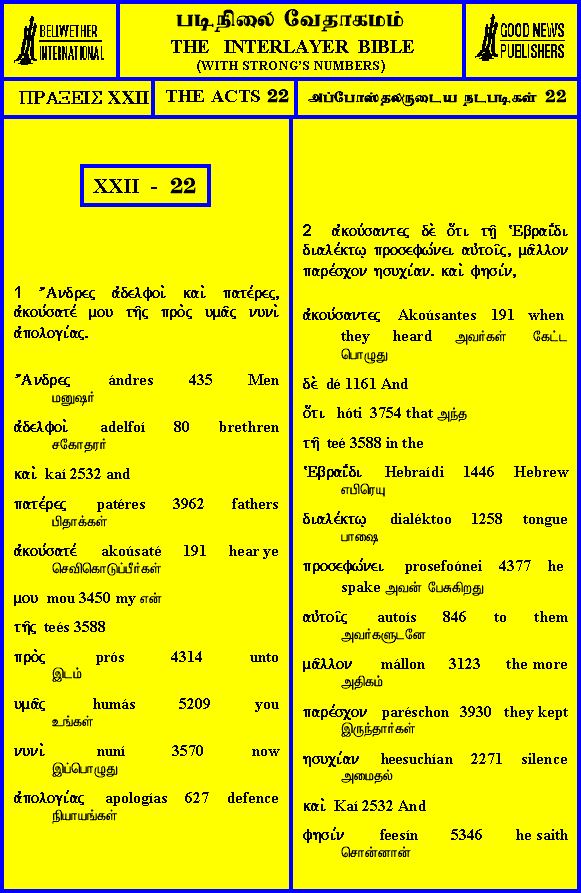 BELLWETHER
INTERNATIONAL
படிநிலை வேதாகமம்
THE INTERLAYER BIBLE
(WITH STRONG'S NUMBERS)
GOOD NEWS
PUBLISHERS
ΠΡΑΞΕΙΣ XXII
THE ACTS 22
அப்போஸ்தலருடைய நடபடிகள் 22
XXII - 22
1 Ἄνδρες ἀδελφοὶ καὶ πατέρες,
ἀκούσατέ μου τῆς πρὸς υμᾶς νυνὶ
ἀπολογίας.
Ἄνδρες ándres 435 Men
மனுஷர்
ἀδελφοὶ adelfoí 80 brethren
சகோதரர்
καὶ kaí 2532 and
πατέρες patéres 3962 fathers
பிதாக்கள்
ἀκούσατέ akoúsaté 191 hear ye
செவிகொடுப்பீர்கள்
μου mou 3450 my என்
τῆς teés 3588
πρὸς prós 4314 unto
இடம்
υμᾶς humás 5209 you
உங்கள்
νυνὶ nuní 3570 now
இப்பொழுது
ἀπολογίας apologías 627 defence
நியாயங்கள்
2 ἀκούσαντες δὲ ὅτι τῇ Ἑβραΐδι
διαλέκτῳ προσεφώνει αὐτοῖς, μᾶλλον
παρέσχον ησυχίαν. καὶ φησίν,
ἀκούσαντες Akoúsantes 191 when
they heard அவர்கள் கேட்ட
பொழுது
δὲ dé 1161 And
ὅτι hóti 3754 that அந்த
τῇ teé 3588 in the
Ἑβραΐδι Hebraídi 1446 Hebrew
எபிரெயு
διαλέκτῳ dialéktoo 1258 tongue
பாஷை
προσεφώνει prosefoónei 4377 he
spake அவன் பேசுகிறது
αὐτοῖς autoís 846 to them
அவர்களுடனே
μᾶλλον mállon 3123 the more
அதிகம்
παρέσχον paréschon 3930 they kept
இருந்தார்கள்
ησυχίαν heesuchían 2271 silence
அமைதல்
καὶ Kaí 2532 And
φησίν feesín 5346 he saith
சொன்னான்